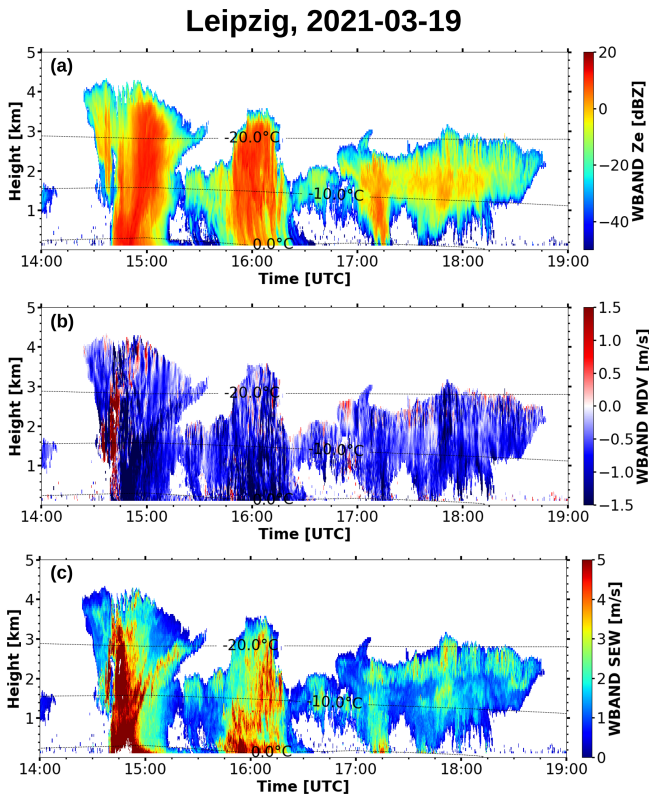 Leipzig, 2021-03-19
(a)
5
4
3
2
1
Height [km]
-20.0°C
-10.0°C
0.0°C
14:00 15:00 16:00 17:00 18:00 19:00
Time [UTC]
20
0
−20
−40
WBAND Ze [dBZ]
(b)
5
4
3
2
1
Height [km]
-20.0°C
-10.0°C
0.0°C
14:00 15:00 16:00 17:00 18:00 19:00
Time [UTC]
1.5
1.0
0.5
0.0
−0.5
−1.0
−1.5
WBAND MDV [m/s]
(c)
5
4
3
2
1
Height [km]
-20.0°C
-10.0°C
0.0°C
14:00 15:00 16:00 17:00 18:00 19:00
Time [UTC]
5
4
3
2
1
0
WBAND SEW [m/s]